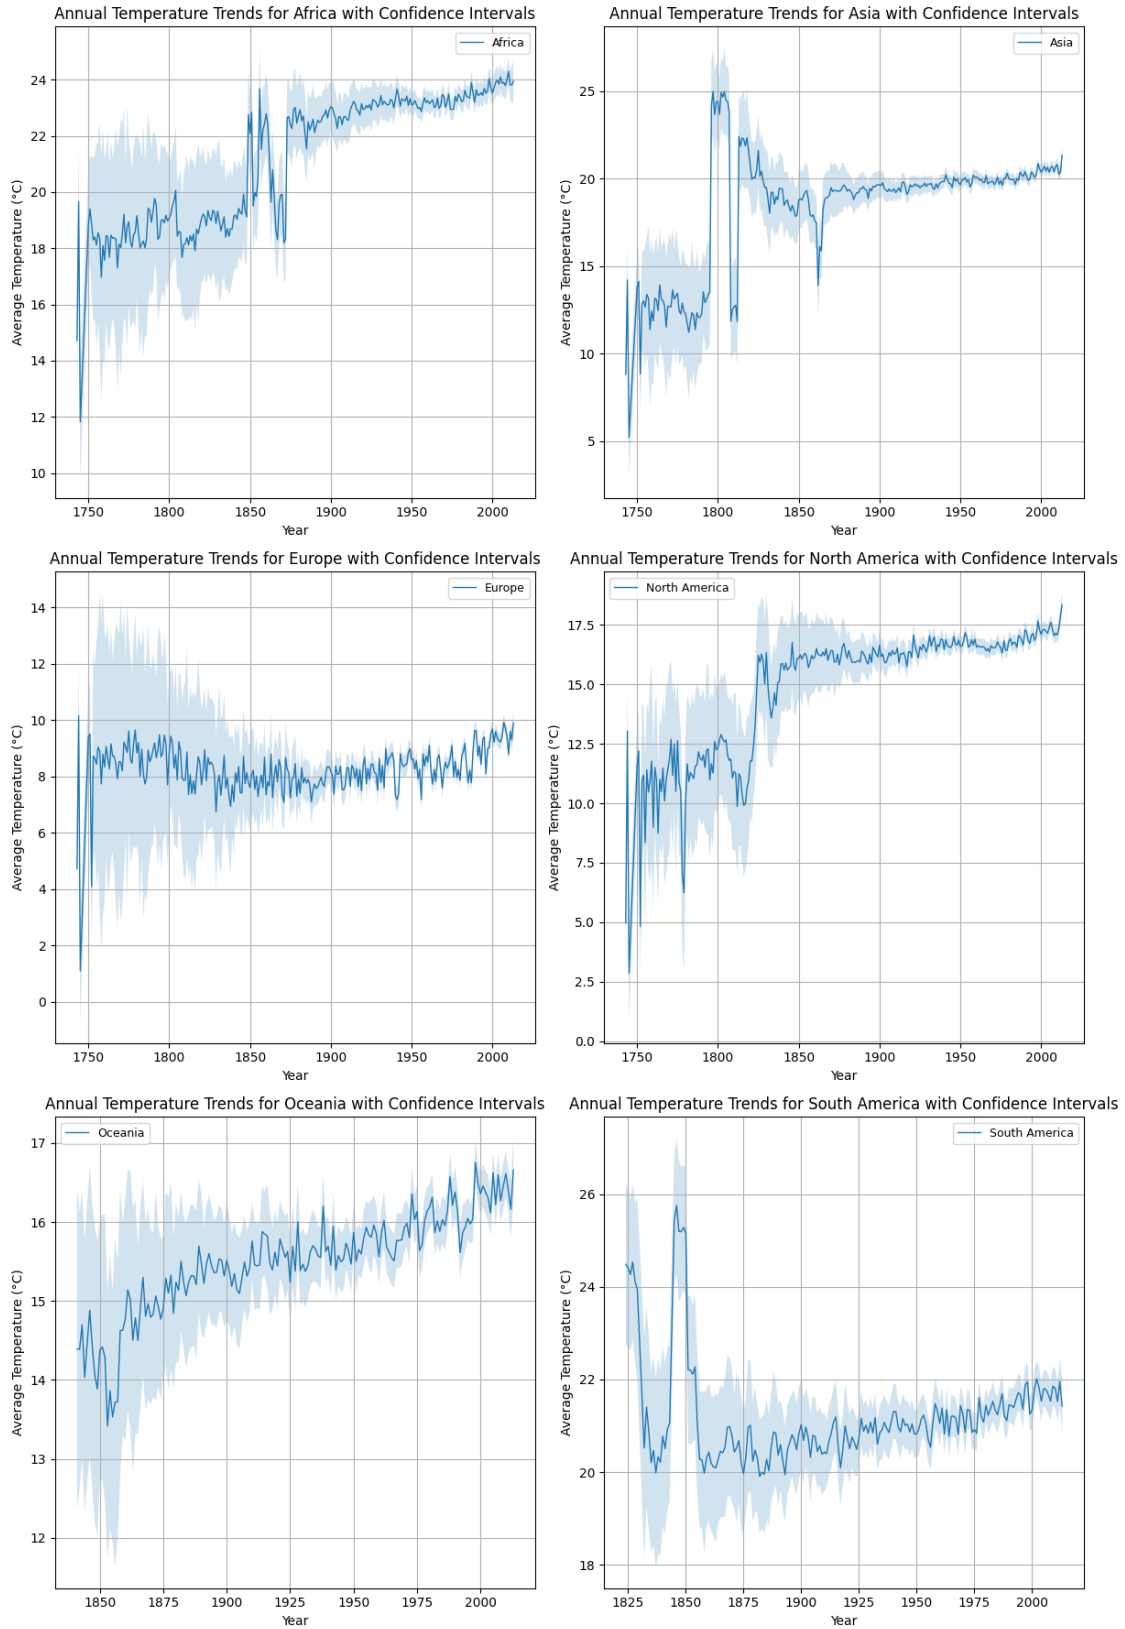 Annual Temperature Trends for Africa with Confidence Intervals
Africa
Average Temperature (°C)
24
22
20
18
16
14
12
10
1750 1800 1850 1900 1950 2000
Year
Annual Temperature Trends for Asia with Confidence Intervals
Asia
Average Temperature (°C)
25
20
15
10
5
1750 1800 1850 1900 1950 2000
Year
Annual Temperature Trends for Europe with Confidence Intervals
Europe
Average Temperature (°C)
14
12
10
8
6
4
2
0
1750 1800 1850 1900 1950 2000
Year
Annual Temperature Trends for North America with Confidence Intervals
North America
Average Temperature (°C)
17.5
15.0
12.5
10.0
7.5
5.0
2.5
0.0
1750 1800 1850 1900 1950 2000
Year
Annual Temperature Trends for Oceania with Confidence Intervals
Oceania
Average Temperature (°C)
17
16
15
14
13
12
1850 1875 1900 1925 1950 1975 2000
Year
Annual Temperature Trends for South America with Confidence Intervals
South America
Average Temperature (°C)
26
24
22
20
18
1825 1850 1875 1900 1925 1950 1975 2000
Year